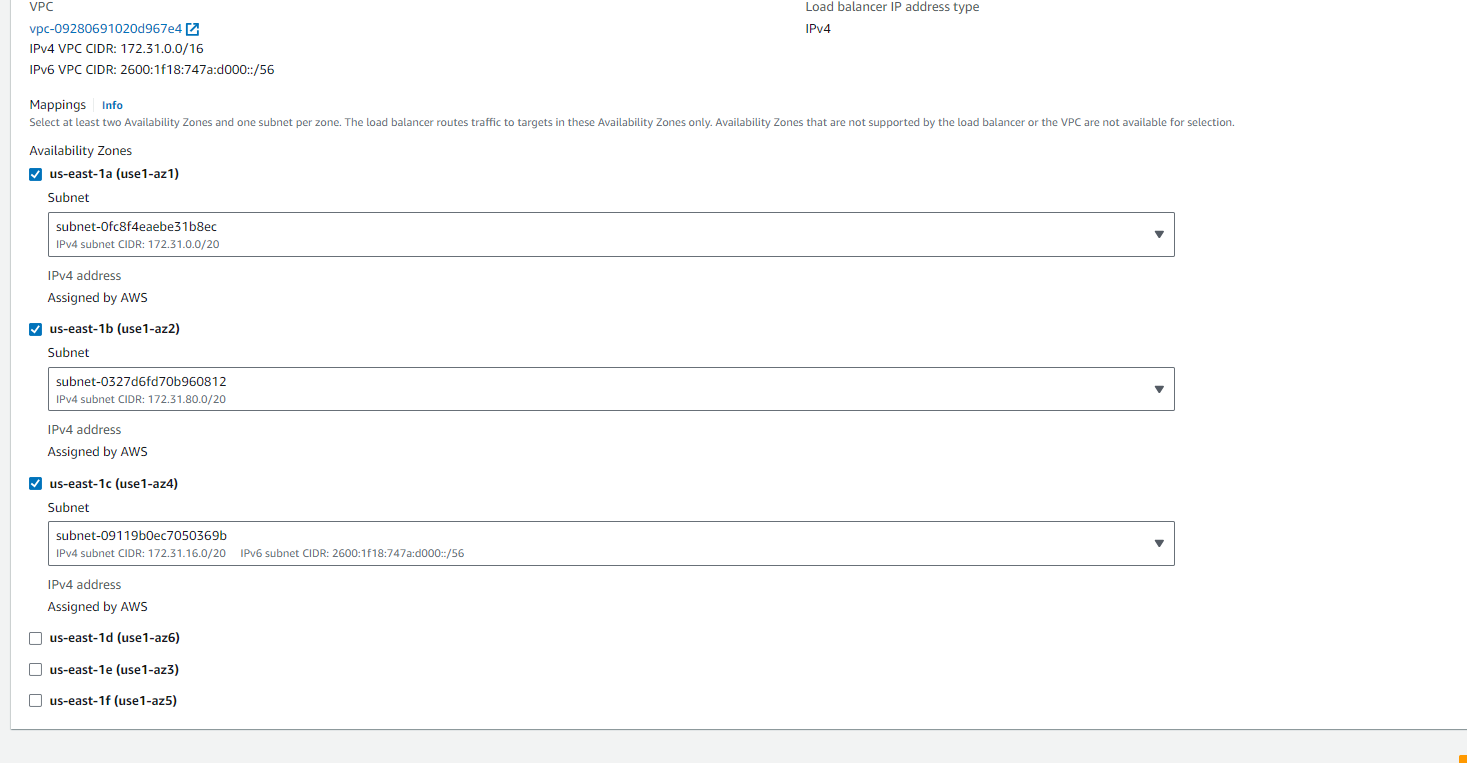 VPC
Load balancer IP address type
vpc-09280691020d967e4
IPv4
IPv4 VPC CIDR: 172.31.0.0/16
IPv6 VPC CIDR: 2600:1f18:747a:d000::/56
Mappings Info
Select at least two Availability Zones and one subnet per zone. The load balancer routes traffic to targets in these Availability Zones only. Availability Zones that are not supported by the load balancer or the VPC are not available for selection.
Availability Zones
us-east-1a (use1-az1)
Subnet
subnet-0fc8f4eaebe31b8ec
IPv4 subnet CIDR: 172.31.0.0/20
IPv4 address
Assigned by AWS
us-east-1b (use1-az2)
Subnet
subnet-0327d6fd70b960812
IPv4 subnet CIDR: 172.31.80.0/20
IPv4 address
Assigned by AWS
us-east-1c (use1-az4)
Subnet
subnet-09119b0ec7050369b
IPv4 subnet CIDR: 172.31.16.0/20 IPv6 subnet CIDR: 2600:1f18:747a:d000::/56
IPv4 address
Assigned by AWS
us-east-1d (use1-az6)
us-east-1e (use1-az3)
us-east-1f (use1-az5)